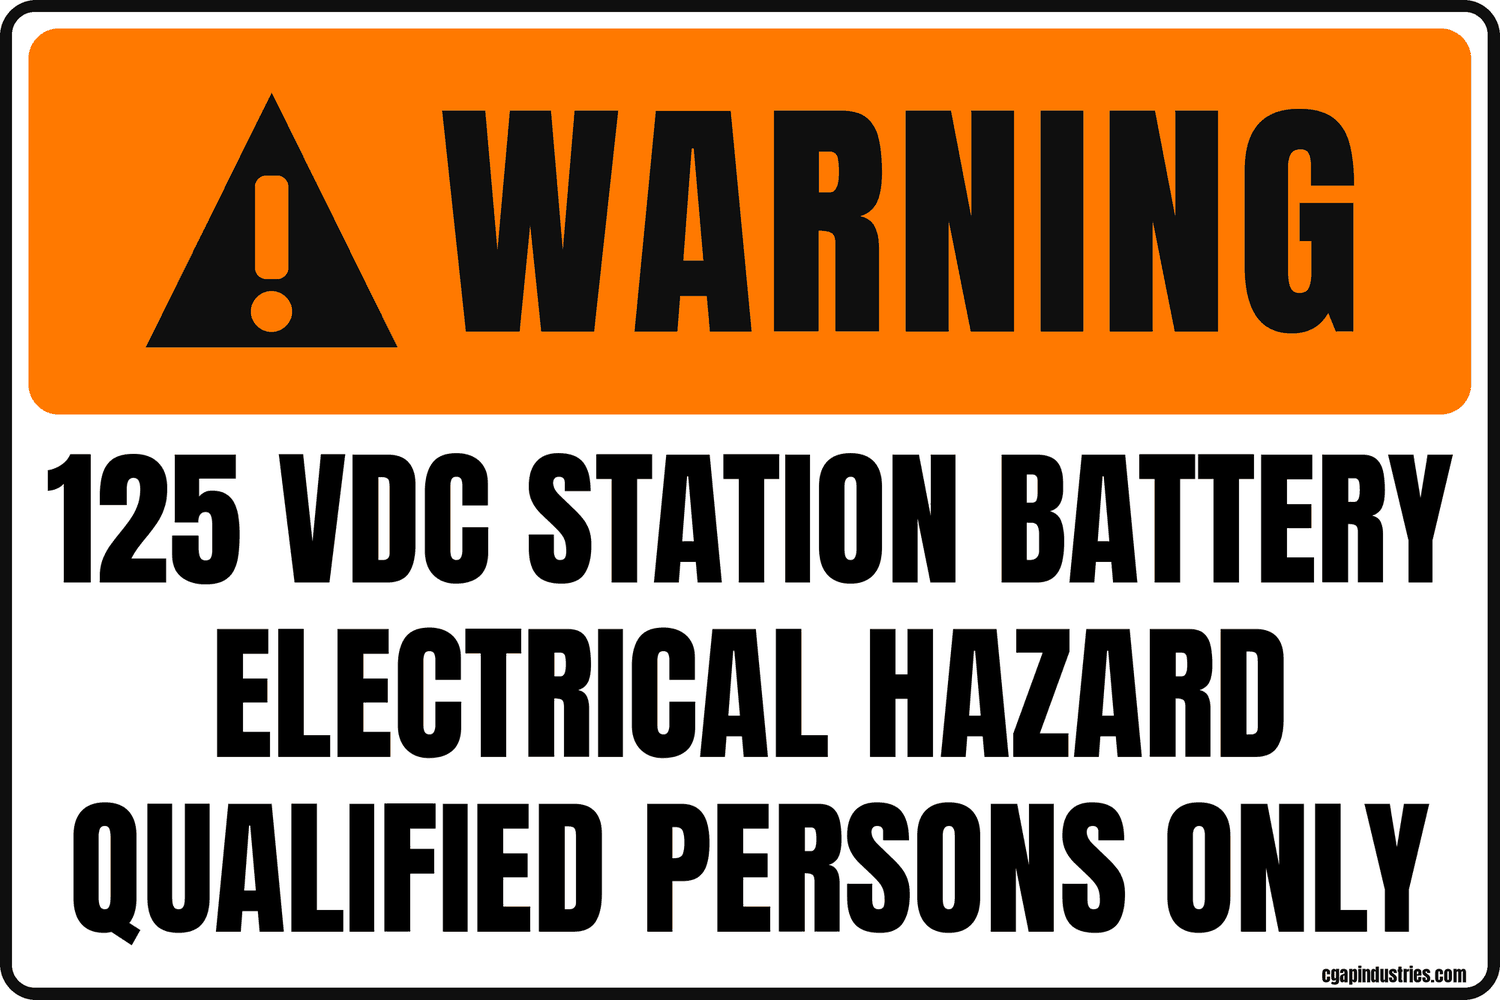 WARNING
125 VDC STATION BATTERY
ELECTRICAL HAZARD
QUALIFIED PERSONS ONLY
cgapindustries.com